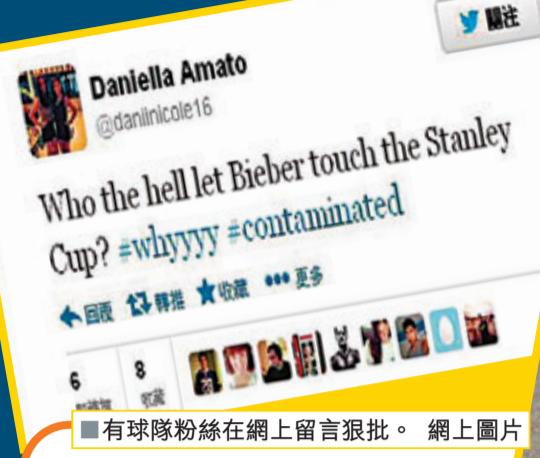 關注
Daniella Amato
@danilnicole16
Who the hell let Bieber touch the Stanley
Cup? #whyyyy #contaminated
回覆 轉推 收藏 更多
6 8
收藏
■有球隊粉絲在網上留言狠批。 網上圖片